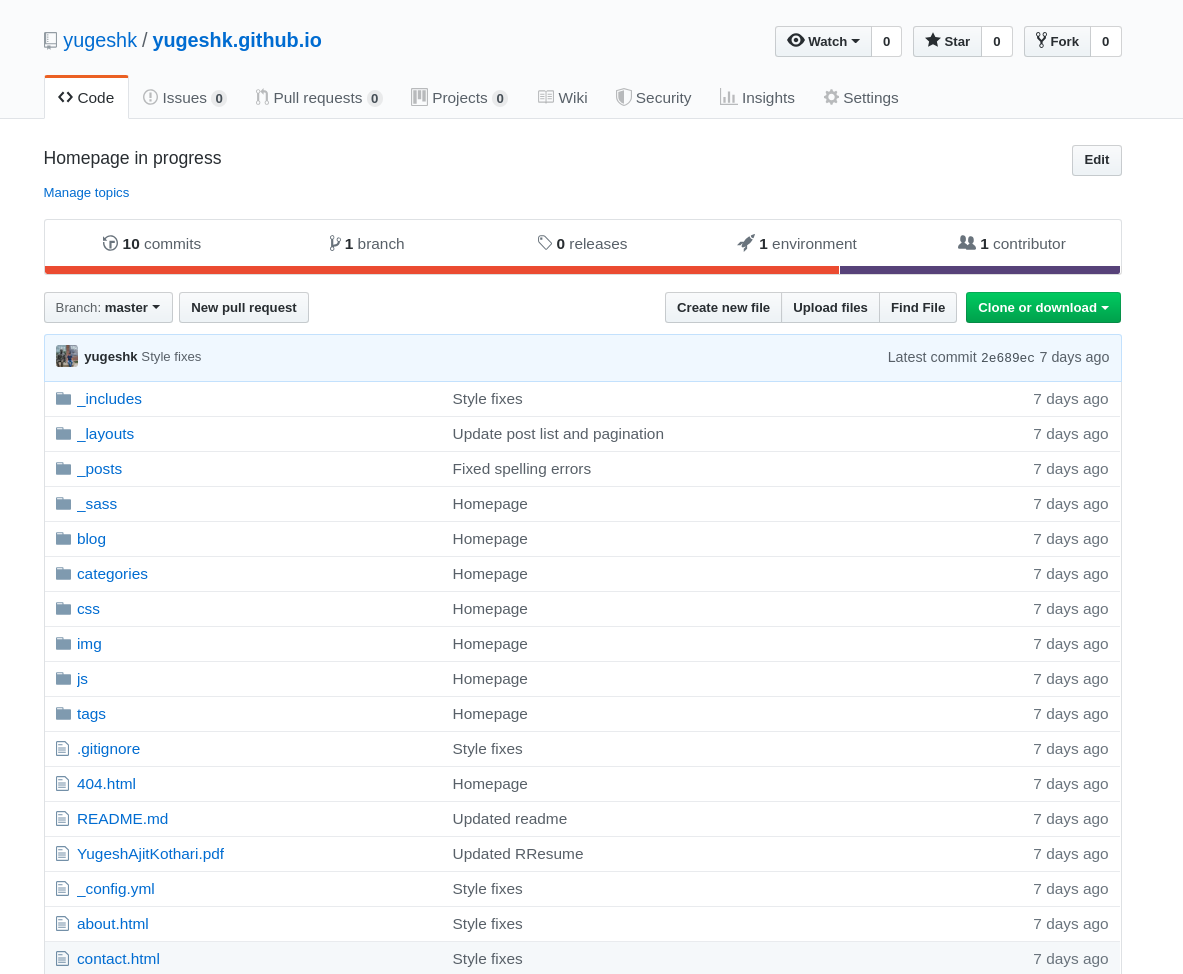 yugeshk / yugeshk.github.io Watch 0 Star 0 Fork 0
Code Issues 0 Pull requests 0 Projects 0 Wiki Security Insights Settings
Homepage in progress Edit
Manage topics
10 commits 1 branch 0 releases 1 environment 1 contributor
Branch: master New pull request Create new file Upload files Find File Clone or download
yugeshk Style fixes Latest commit 2e689ec 7 days ago
_includes Style fixes 7 days ago
_layouts Update post list and pagination 7 days ago
_posts Fixed spelling errors 7 days ago
_sass Homepage 7 days ago
blog Homepage 7 days ago
categories Homepage 7 days ago
css Homepage 7 days ago
img Homepage 7 days ago
js Homepage 7 days ago
tags Homepage 7 days ago
.gitignore Style fixes 7 days ago
404.html Homepage 7 days ago
README.md Updated readme 7 days ago
YugeshAjitKothari.pdf Updated RResume 7 days ago
_config.yml Style fixes 7 days ago
about.html Style fixes 7 days ago
contact.html Style fixes 7 days ago